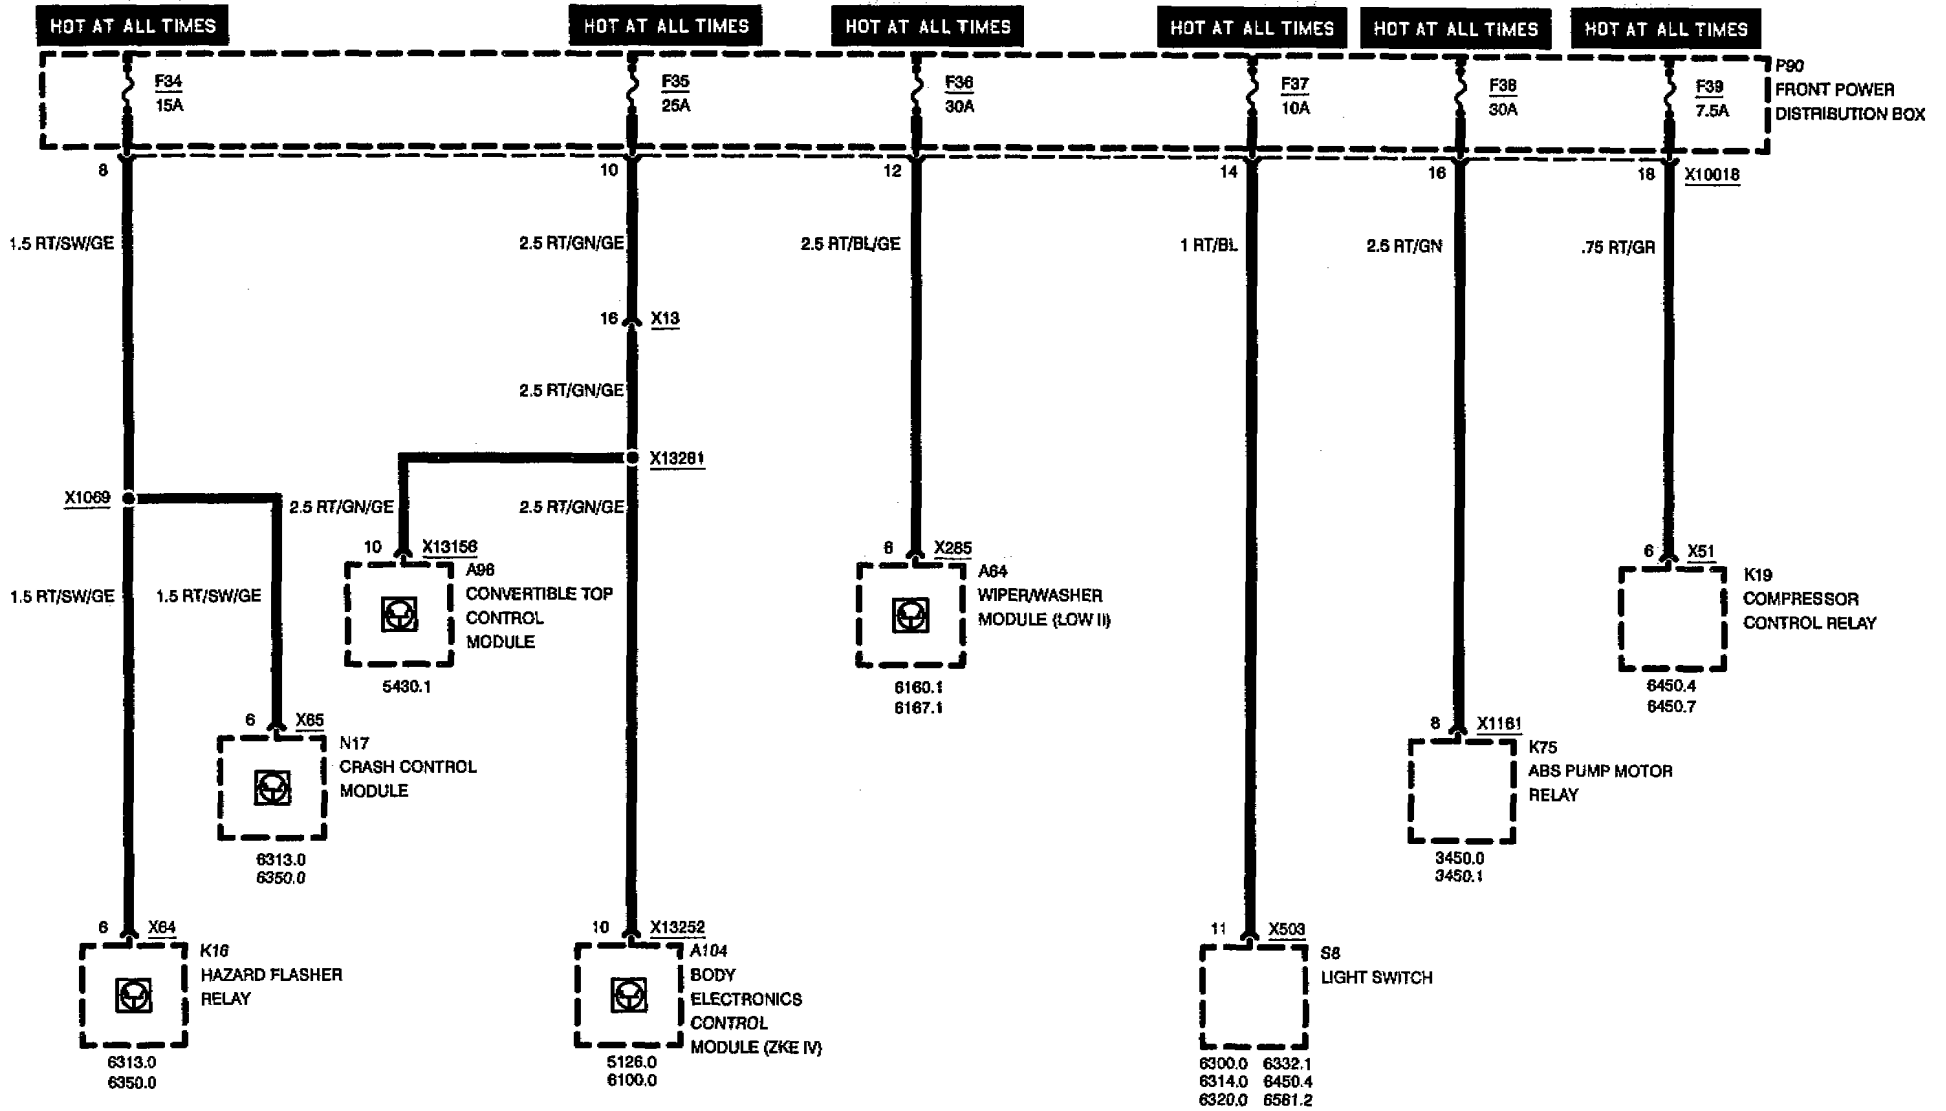 HOT AT ALL TIMES
HOT AT ALL TIMES
HOT AT ALL TIMES
HOT AT ALL TIMES
HOT AT ALL TIMES
HOT AT ALL TIMES
F34
15A
F35
25A
F36
30A
F37
10A
F38
30A
F39
7.5A
P90
FRONT POWER
DISTRIBUTION BOX
8
10
12
14
16
18
X10018
1.5 RT/SW/GE
2.5 RT/GN/GE
2.5 RT/BL/GE
1 RT/BL
2.5 RT/GN
.75 RT/GR
16
X13
2.5 RT/GN/GE
X13281
X1069
2.5 RT/GN/GE
2.5 RT/GN/GE
10
X13156
A96
CONVERTIBLE TOP
CONTROL
MODULE
5430.1
6
X285
A64
WIPER/WASHER
MODULE (LOW II)
6160.1
6167.1
6
X51
K19
COMPRESSOR
CONTROL RELAY
6450.4
6450.7
1.5 RT/SW/GE
1.5 RT/SW/GE
6
X65
N17
CRASH CONTROL
MODULE
6313.0
6350.0
8
X1161
K75
ABS PUMP MOTOR
RELAY
3450.0
3450.1
6
X64
K16
HAZARD FLASHER
RELAY
6313.0
6350.0
10
X13252
A104
BODY
ELECTRONICS
CONTROL
MODULE (ZKE IV)
5126.0
6100.0
11
X503
S8
LIGHT SWITCH
6300.0 6332.1
6314.0 6450.4
6320.0 6581.2